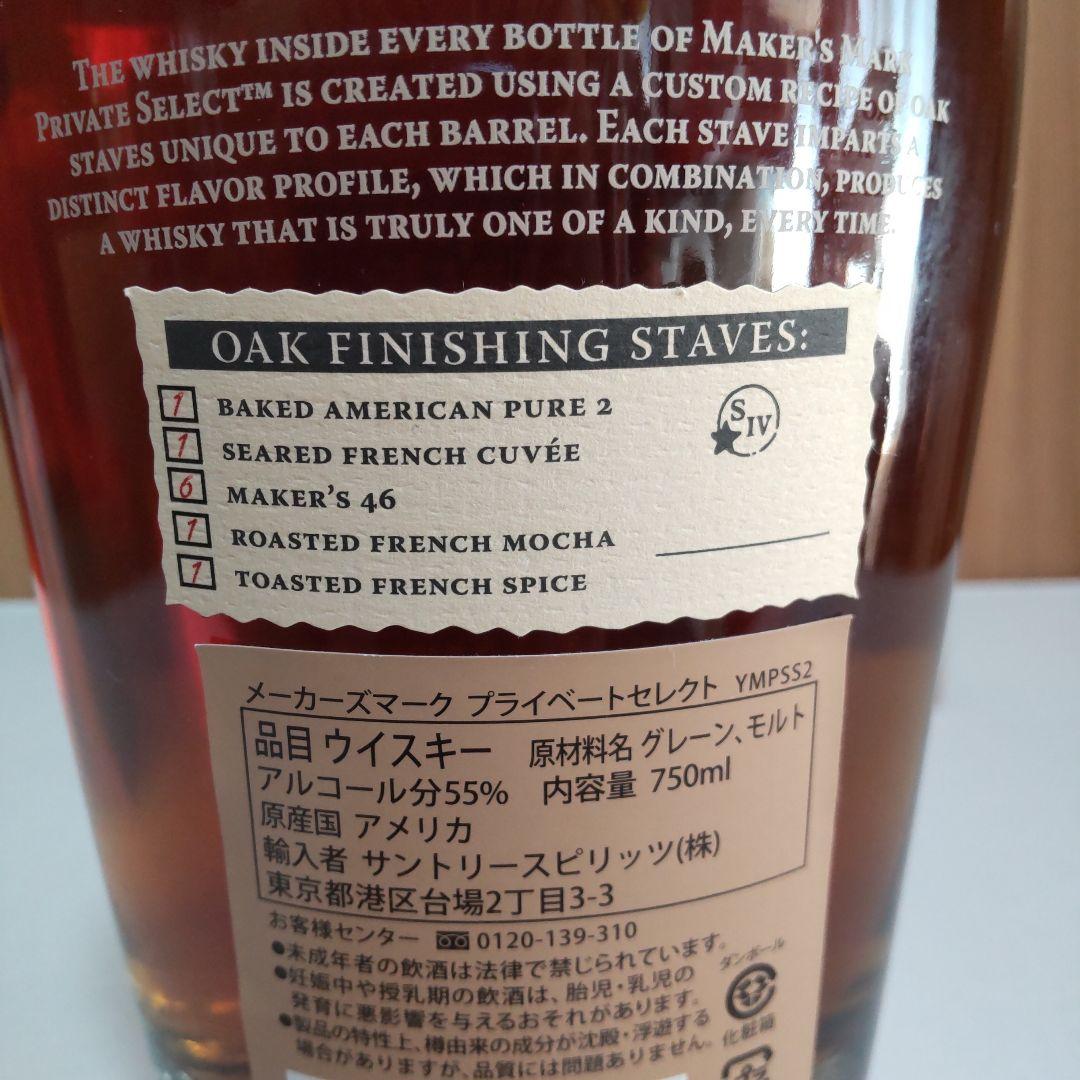 The whisky inside every bottle of Maker's Mark
Private Select™ is created using a custom recipe of oak
staves unique to each barrel. Each stave imparts a
distinct flavor profile, which in combination, produces
a whisky that is truly one of a kind, every time.
OAK FINISHING STAVES:
1 BAKED AMERICAN PURE 2
1 SEARED FRENCH CUVÉE
6 MAKER'S 46
1 ROASTED FRENCH MOCHA
1 TOASTED FRENCH SPICE
S IV
メーカーズマーク プライベートセレクト YMPSS2
品目 ウイスキー 原材料名 グレーン、モルト
アルコール分55% 内容量 750ml
原産国 アメリカ
輸入者 サントリースピリッツ(株)
東京都港区台場2丁目3-3
お客様センター 0120-139-310
●未成年者の飲酒は法律で禁じられています。
●妊娠中や授乳期の飲酒は、胎児・乳児の
発育に悪影響を与えるおそれがあります。
●製品の特性上、樽由来の成分が沈殿・浮遊する
場合がありますが、品質には問題ありません。
ダンボール
化粧箱